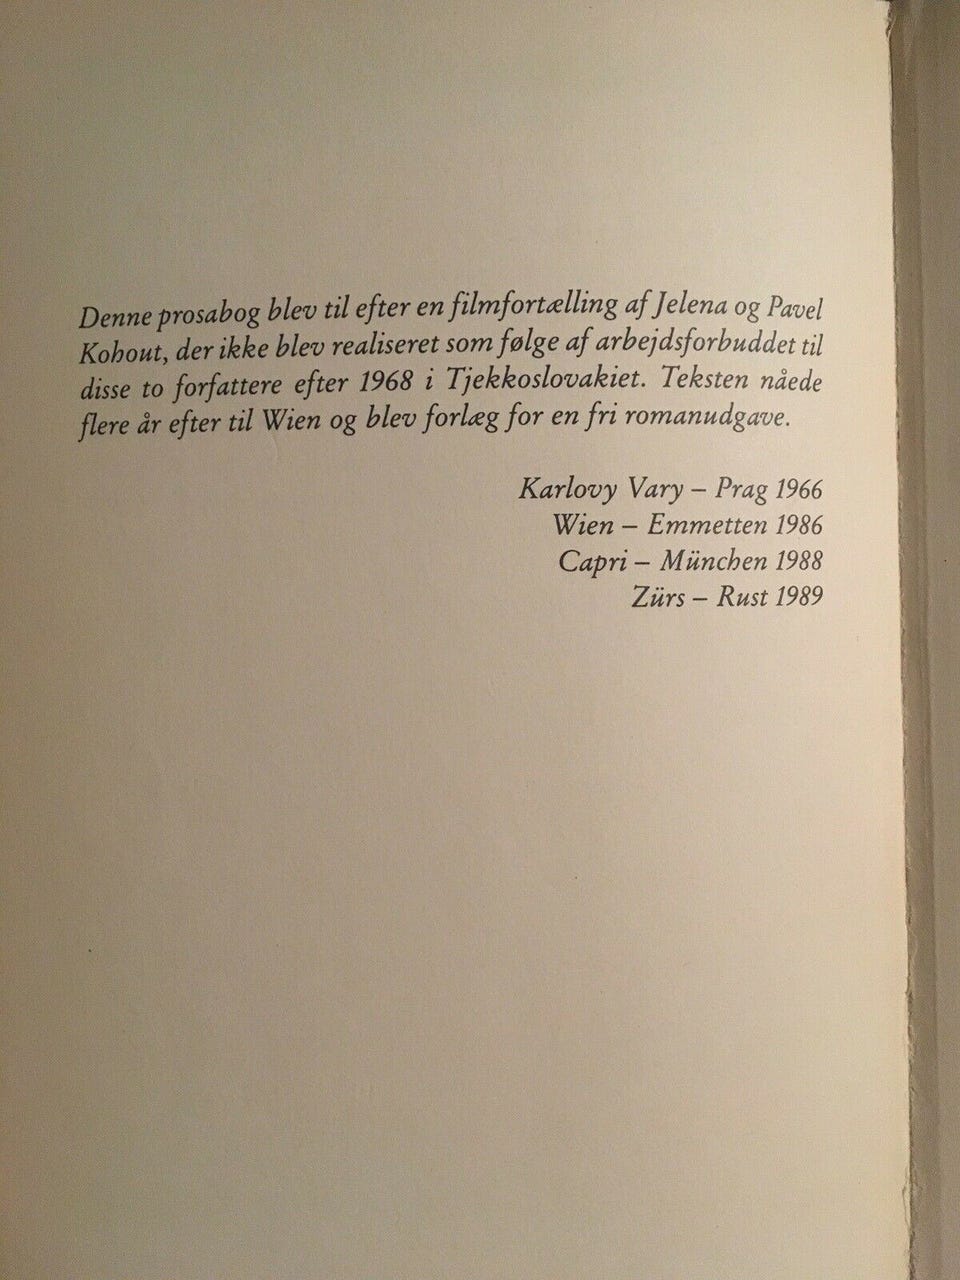 Denne prosabog blev til efter en filmfortælling af Jelena og Pavel
Kohout, der ikke blev realiseret som følge af arbejdsforbuddet til
disse to forfattere efter 1968 i Tjekkoslovakiet. Teksten nåede
flere år efter til Wien og blev forlæg for en fri romanudgave.
Karlovy Vary – Prag 1966
Wien – Emmetten 1986
Capri – München 1988
Zürs – Rust 1989